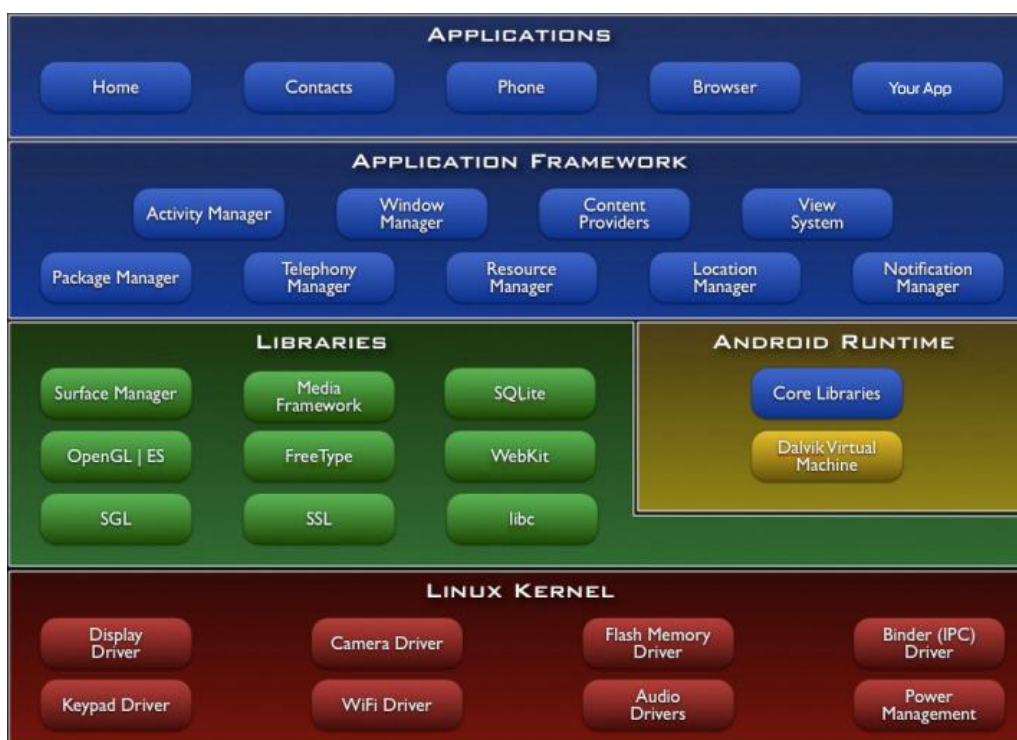 APPLICATIONS
Home
Contacts
Phone
Browser
Your App
APPLICATION FRAMEWORK
Activity Manager
Window
Manager
Content
Providers
View
System
Package Manager
Telephony
Manager
Resource
Manager
Location
Manager
Notification
Manager
LIBRARIES
Surface Manager
Media
Framework
SQLite
OpenGL | ES
FreeType
WebKit
SGL
SSL
libc
ANDROID RUNTIME
Core Libraries
Dalvik Virtual
Machine
LINUX KERNEL
Display
Driver
Camera Driver
Flash Memory
Driver
Binder (IPC)
Driver
Keypad Driver
WiFi Driver
Audio
Drivers
Power
Management